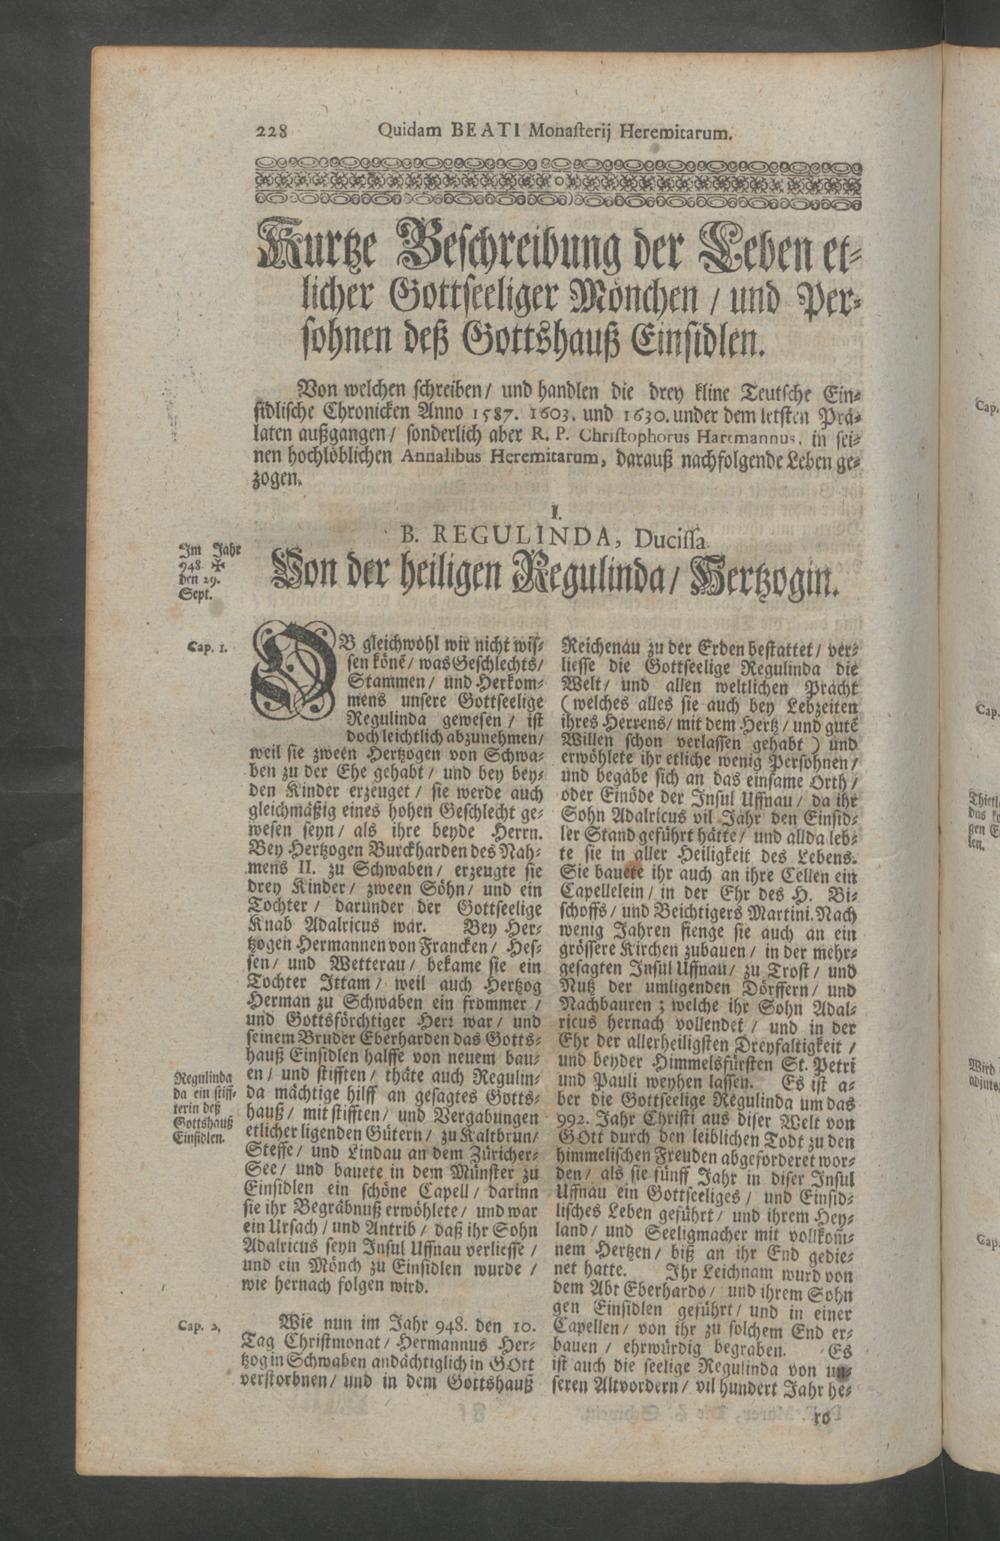 228 Quidam BEATI Monasterij Heremitarum.
Kurtze Beschreibung der Leben et⸗
licher Gottseeliger Mönchen / und Per⸗
sohnen deß Gottshauß Einsidlen.
Von welchen schreiben / und handlen die drey kline Teutsche Ein⸗
sidlische Chronicken Anno 1587. 1603. und 1630. under dem letsten Prä⸗
laten außgangen / sonderlich aber R. P. Christophorus Hartmannus, in sei⸗
nen hochlöblichen Annalibus Heremitarum, darauß nachfolgende Leben ge⸗
zogen.
I.
B. REGULINDA, Ducissa.
Von der heiligen Regulinda / Hertzogin.
Im Jahr
948 ✠
den 29.
Sept.
Cap. 1.
OB gleichwohl wir nicht wis⸗
sen könē / was Geschlechts /
Stammen / und Herkom⸗
mens unsere Gottseelige
Regulinda gewesen / ist
doch leichtlich abzunehmen /
weil sie zween Hertzogen von Schwa⸗
ben zu der Ehe gehabt / und bey bey⸗
den Kinder erzeuget / sie werde auch
gleichmäßig eines hohen Geschlecht ge⸗
wesen seyn / als ihre beyde Herrn.
Bey Hertzogen Burckharden des Nah⸗
mens II. zu Schwaben / erzeugte sie
drey Kinder / zween Söhn / und ein
Tochter / darunder der Gottseelige
Knab Adalricus war. Bey Her⸗
tzogen Hermannen von Francken / Hes⸗
sen / und Wetterau / bekame sie ein
Tochter Ittam / weil auch Hertzog
Herman zu Schwaben ein frommer /
und Gottsförchtiger Herr war / und
seinem Bruder Eberharden das Gotts⸗
hauß Einsidlen halffe von neuem bau⸗
en / und stifften / thäte auch Regulin⸗
da mächtige hilff an gesagtes Gotts⸗
hauß / mit stifften / und Vergabungen
etlicher ligenden Gütern / zu Kaltbrun /
Steffe / und Lindau an dem Züricher⸗
See / und bauete in dem Münster zu
Einsidlen ein schöne Capell / darinn
sie ihr Begräbnuß erwöhlete / und war
ein Ursach / und Antrib / daß ihr Sohn
Adalricus seyn Insul Uffnau verliesse /
und ein Mönch zu Einsidlen wurde /
wie hernach folgen wird.
Regulinda
da ein stiff⸗
terin deß
Gottshauß
Einsidlen.
Cap. 2.
Wie nun im Jahr 948. den 10.
Tag Christmonat / Hermannus Her⸗
tzog in Schwaben andächtiglich in GOtt
verstorbnen / und in dem Gottshauß
Reichenau zu der Erden bestattet / ver⸗
liesse die Gottseelige Regulinda die
Welt / und allen weltlichen Pracht
(welches alles sie auch bey Lebzeiten
ihres Herrens / mit dem Hertz / und gutē
Willen schon verlassen gehabt) und
erwöhlete ihr etliche wenig Persohnen /
und begabe sich an das einsame Orth /
oder Einöde der Insul Uffnau / da ihr
Sohn Adalricus vil Jahr den Einsid⸗
ler Stand geführt hätte / und allda leb⸗
te sie in aller Heiligkeit des Lebens.
Sie bauete ihr auch an ihre Cellen ein
Capellelein / in der Ehr des H. Bi⸗
schoffs / und Beichtigers Martini. Nach
wenig Jahren fienge sie auch an ein
grössere Kirchen zubauen / in der mehr⸗
gesagten Insul Uffnau / zu Trost / und
Nutz der umligenden Dörffern / und
Nachbauren; welche ihr Sohn Adal⸗
ricus hernach vollendet / und in der
Ehr der allerheiligsten Dreyfaltigkeit /
und beyder Himmelsfürsten St. Petri
und Pauli weyhen lassen. Es ist a⸗
ber die Gottseelige Regulinda um das
992. Jahr Christi aus diser Welt von
GOtt durch den leiblichen Todt zu den
himmelischen Freuden abgeforderet wor⸗
den / als sie fünff Jahr in diser Insul
Uffnau ein Gottseeliges / und Einsid⸗
lisches Leben geführt / und ihrem Hey⸗
land / und Seeligmacher mit vollkom̄⸗
nem Hertzen / biß an ihr End gedie⸗
net hatte. Ihr Leichnam wurd von
dem Abt Eberhardo / und ihrem Sohn
gen Einsidlen geführt / und in einer
Capellen / von ihr zu solchem End er⸗
bauen / ehrwürdig begraben. Es
ist auch die seelige Regulinda von un⸗
seren Altvordern / vil hundert Jahr he⸗
ro
Cap.
Cap.
Wird
Cap.